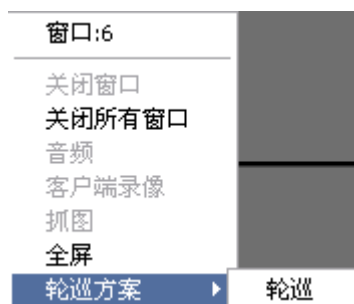 窗口:6
关闭窗口
关闭所有窗口
音频
客户端录像
抓图
全屏
轮巡方案
轮巡